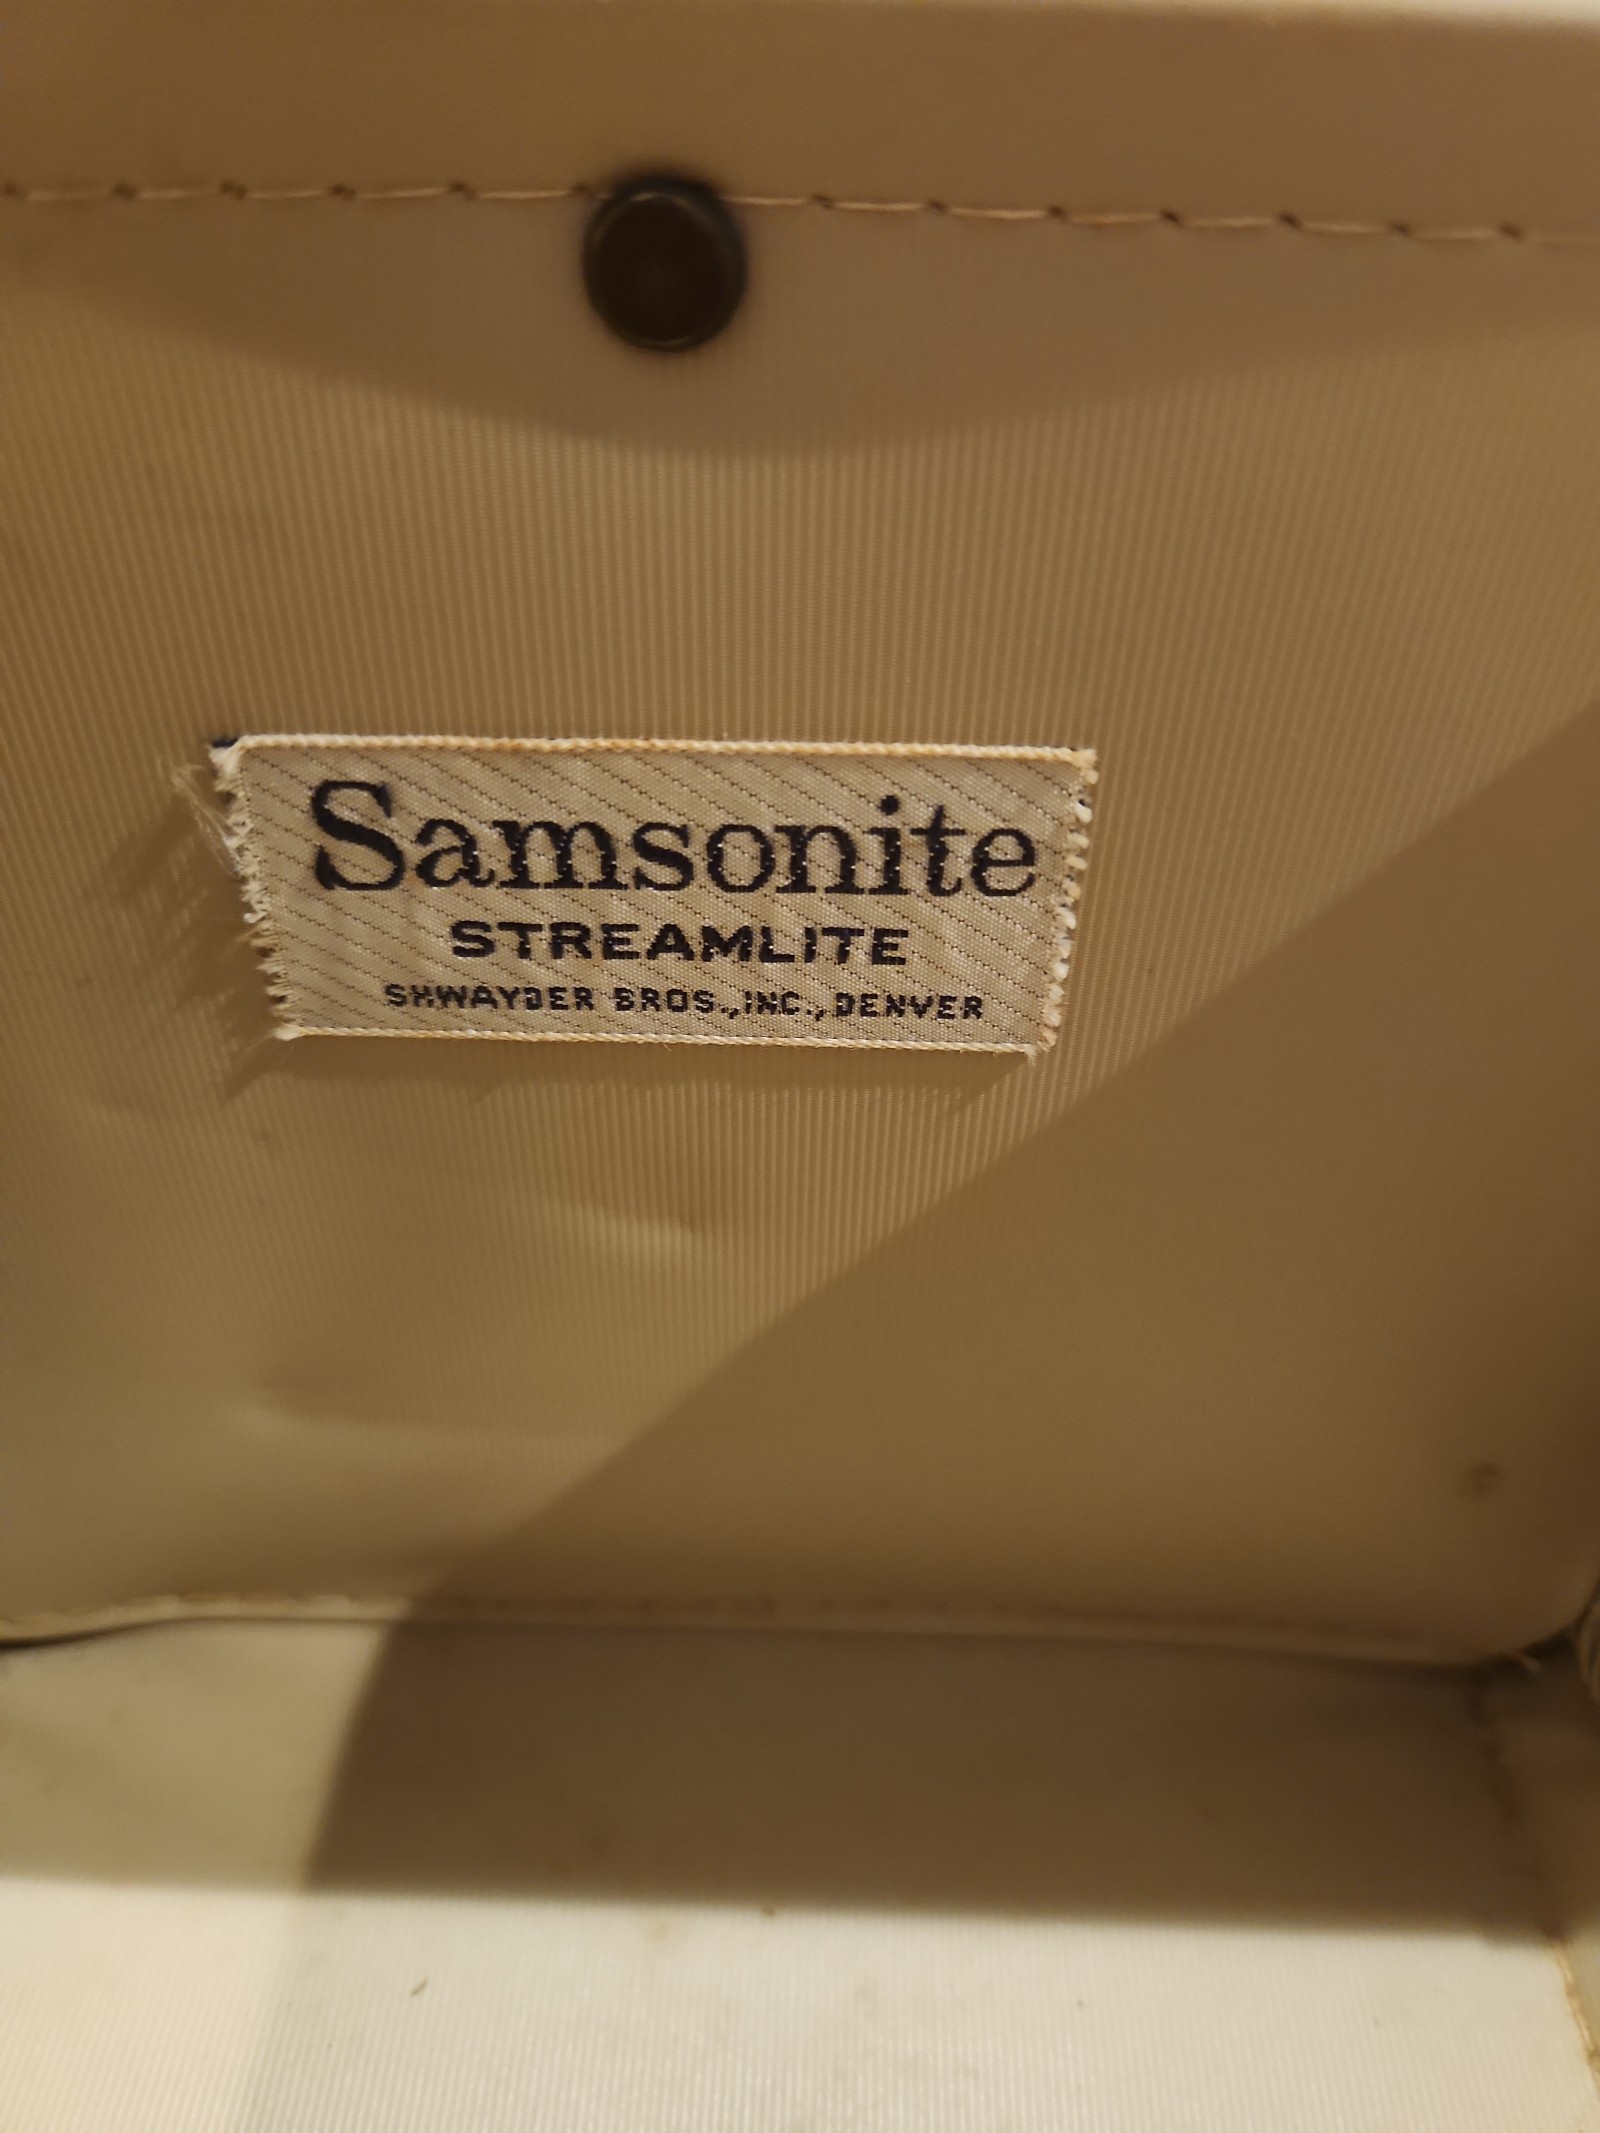 Samsonite
STREAMLITE
SHWAYDER BROS., INC., DENVER